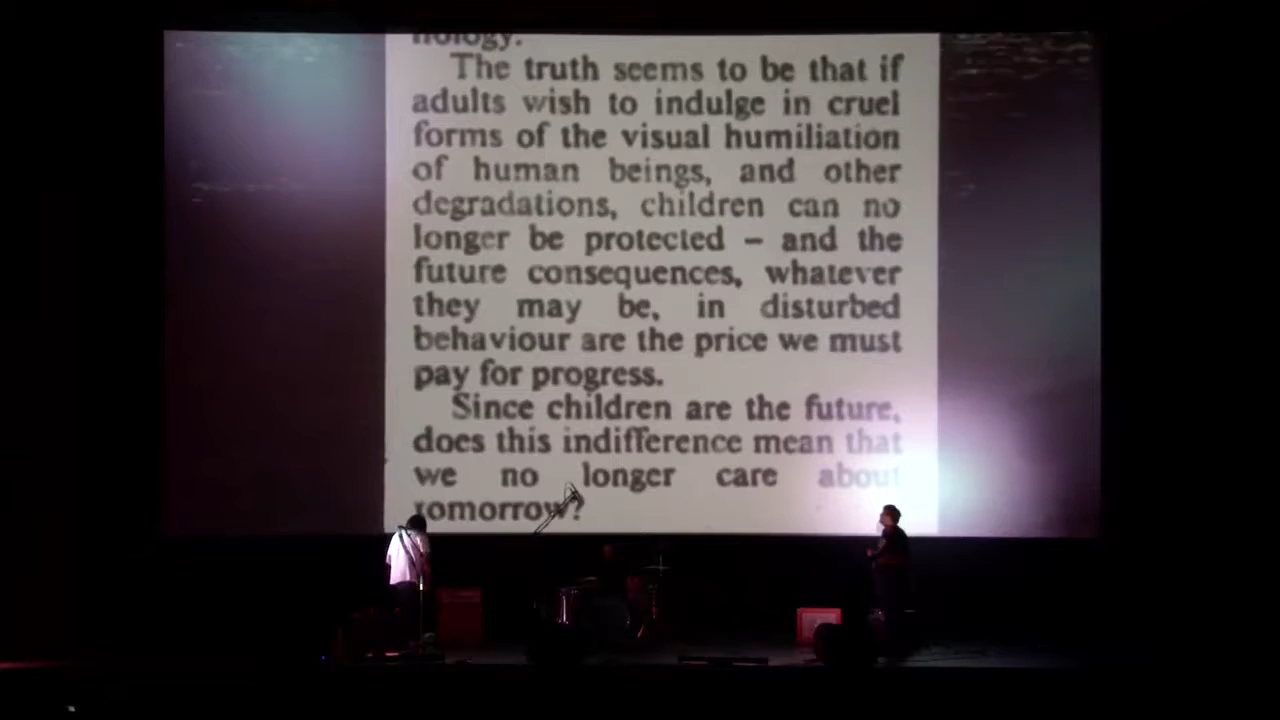 nology.
The truth seems to be that if
adults wish to indulge in cruel
forms of the visual humiliation
of human beings, and other
degradations, children can no
longer be protected – and the
future consequences, whatever
they may be, in disturbed
behaviour are the price we must
pay for progress.
Since children are the future,
does this indifference mean that
we no longer care about
tomorrow?